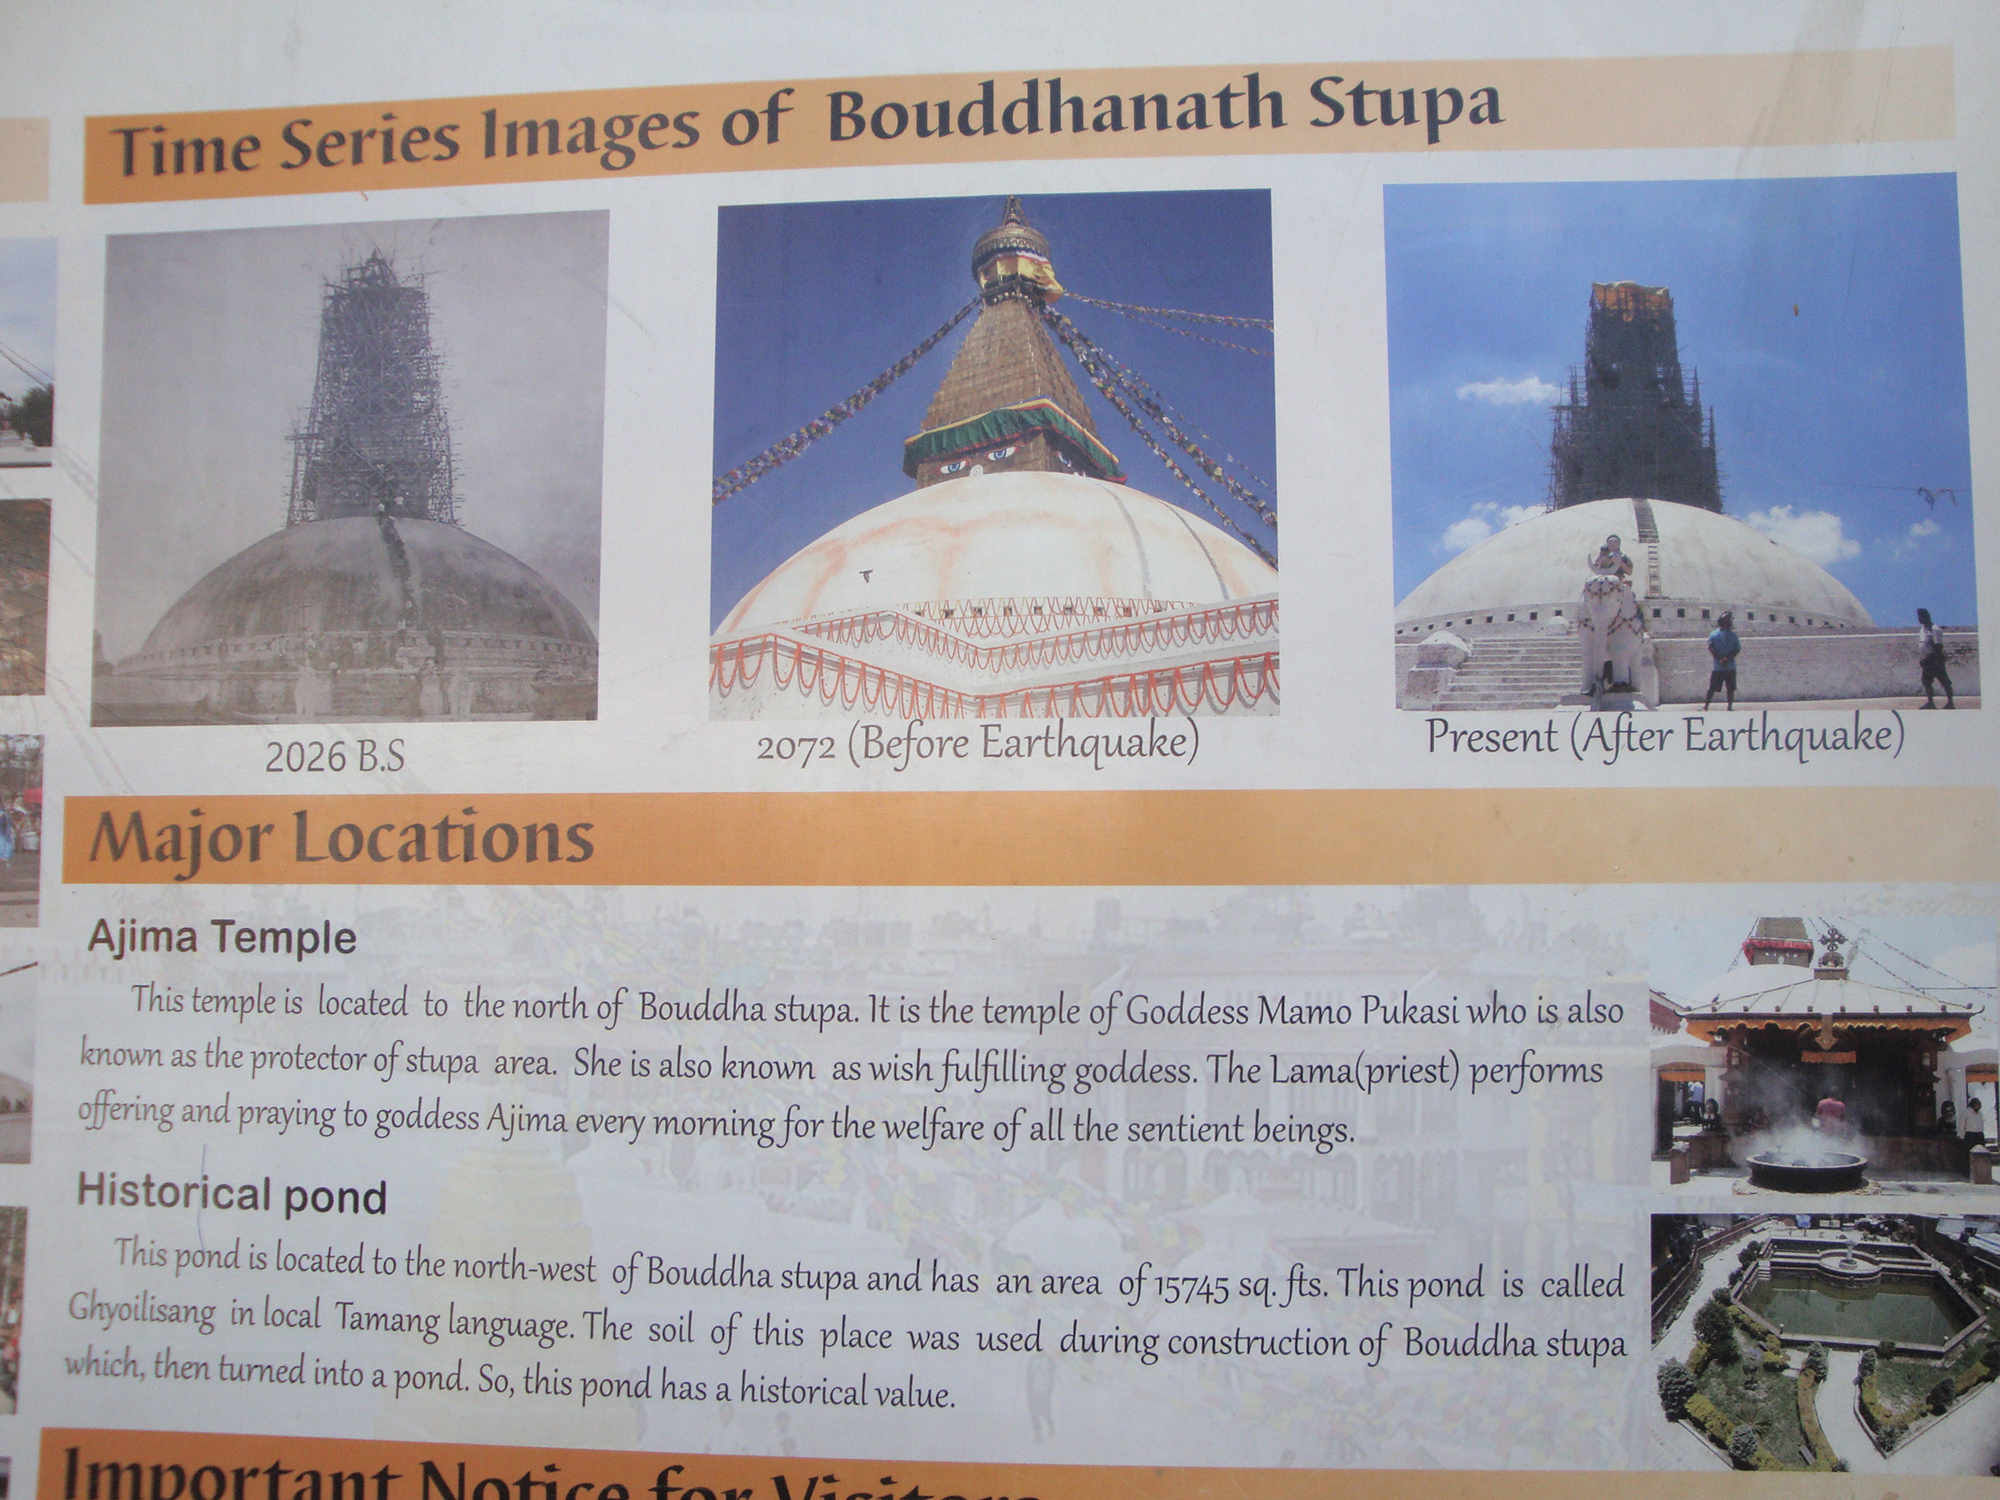 Time Series Images of Bouddhanath Stupa
2026 B.S
2072 (Before Earthquake)
Present (After Earthquake)
Major Locations
Ajima Temple
This temple is located to the north of Bouddha stupa. It is the temple of Goddess Mamo Pukasi who is also
known as the protector of stupa area. She is also known as wish fulfilling goddess. The Lama(priest) performs
offering and praying to goddess Ajima every morning for the welfare of all the sentient beings.
Historical pond
This pond is located to the north-west of Bouddha stupa and has an area of 15745 sq. fts. This pond is called
Ghyoilisang in local Tamang language. The soil of this place was used during construction of Bouddha stupa
which, then turned into a pond. So, this pond has a historical value.
Important Notice for Visitors